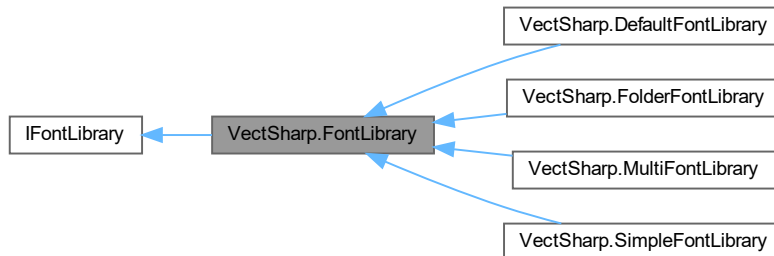 VectSharp.DefaultFontLibrary
VectSharp.FolderFontLibrary
IFontLibrary
VectSharp.FontLibrary
VectSharp.MultiFontLibrary
VectSharp.SimpleFontLibrary